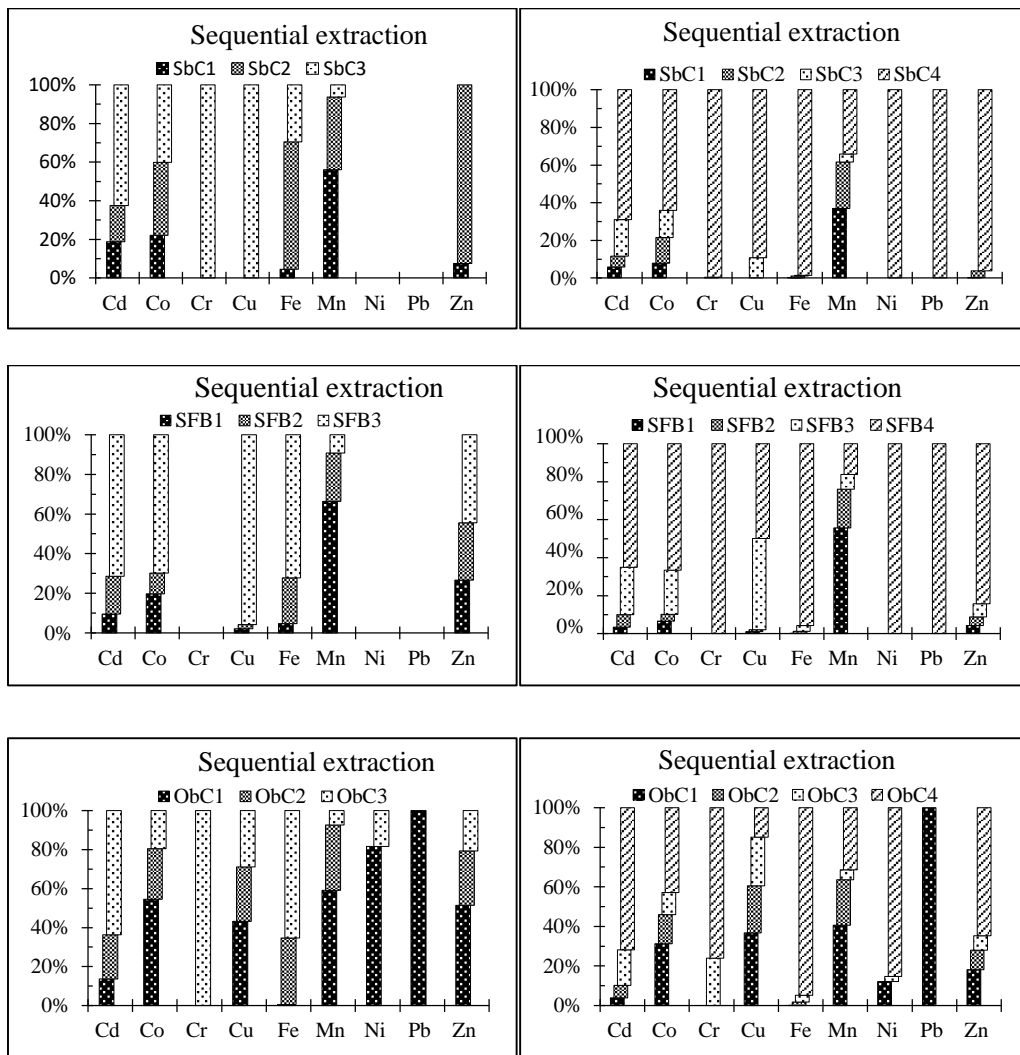 Sequential extraction
SbC1 SbC2 SbC3
100%
80%
60%
40%
20%
0%
Cd Co Cr Cu Fe Mn Ni Pb Zn
Sequential extraction
SbC1 SbC2 SbC3 SbC4
100%
80%
60%
40%
20%
0%
Cd Co Cr Cu Fe Mn Ni Pb Zn
Sequential extraction
SFB1 SFB2 SFB3
100%
80%
60%
40%
20%
0%
Cd Co Cr Cu Fe Mn Ni Pb Zn
Sequential extraction
SFB1 SFB2 SFB3 SFB4
100%
80%
60%
40%
20%
0%
Cd Co Cr Cu Fe Mn Ni Pb Zn
Sequential extraction
ObC1 ObC2 ObC3
100%
80%
60%
40%
20%
0%
Cd Co Cr Cu Fe Mn Ni Pb Zn
Sequential extraction
ObC1 ObC2 ObC3 ObC4
100%
80%
60%
40%
20%
0%
Cd Co Cr Cu Fe Mn Ni Pb Zn